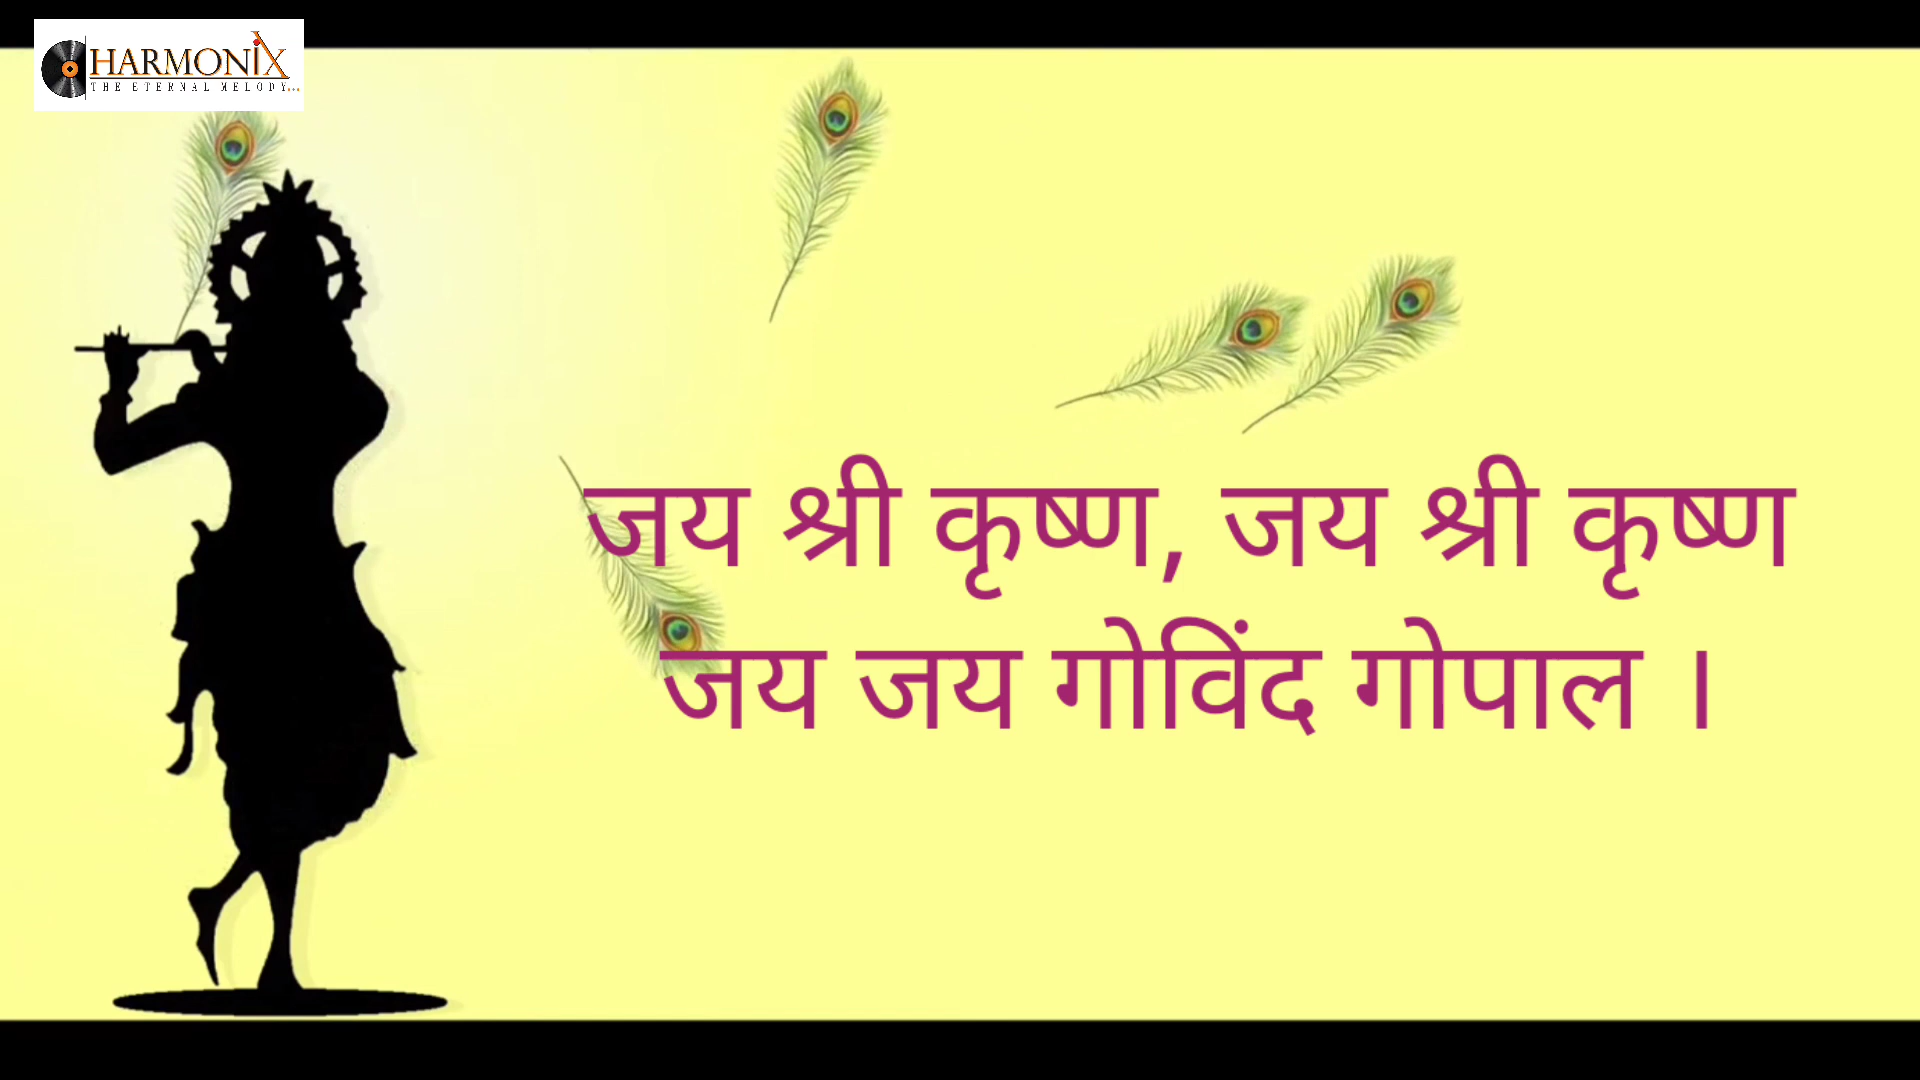 HARMONIX
THE ETERNAL MELODY...
जय श्री कृष्ण, जय श्री कृष्ण
जय जय गोविंद गोपाल ।